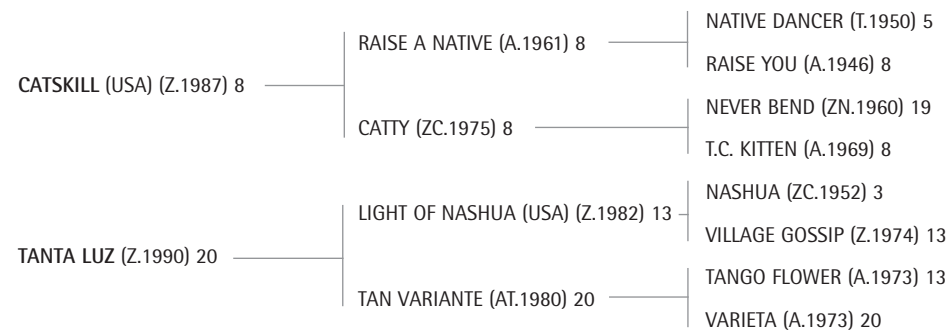 NATIVE DANCER (T.1950) 5
RAISE A NATIVE (A.1961) 8
RAISE YOU (A.1946) 8
CATSKILL (USA) (Z.1987) 8
NEVER BEND (ZN.1960) 19
CATTY (ZC.1975) 8
T.C. KITTEN (A.1969) 8
NASHUA (ZC.1952) 3
LIGHT OF NASHUA (USA) (Z.1982) 13
VILLAGE GOSSIP (Z.1974) 13
TANTA LUZ (Z.1990) 20
TANGO FLOWER (A.1973) 13
TAN VARIANTE (AT.1980) 20
VARIETA (A.1973) 20